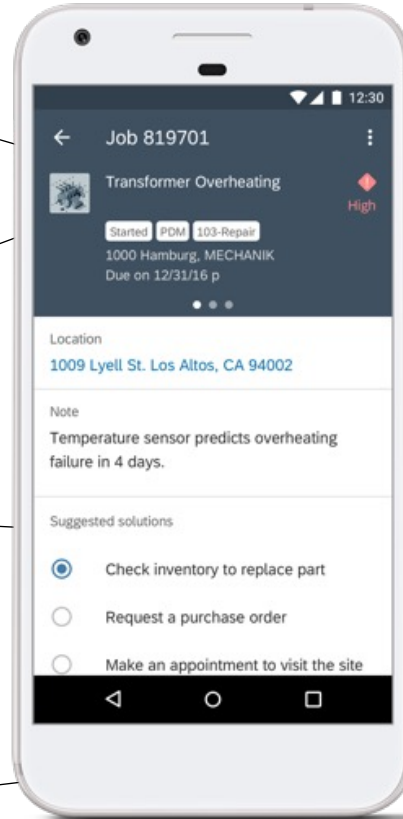 12:30
Job 819701
Transformer Overheating
High
Started PDM 103-Repair
1000 Hamburg, MECHANIK
Due on 12/31/16 p
Location
1009 Lyell St. Los Altos, CA 94002
Note
Temperature sensor predicts overheating
failure in 4 days.
Suggested solutions
Check inventory to replace part
Request a purchase order
Make an appointment to visit the site